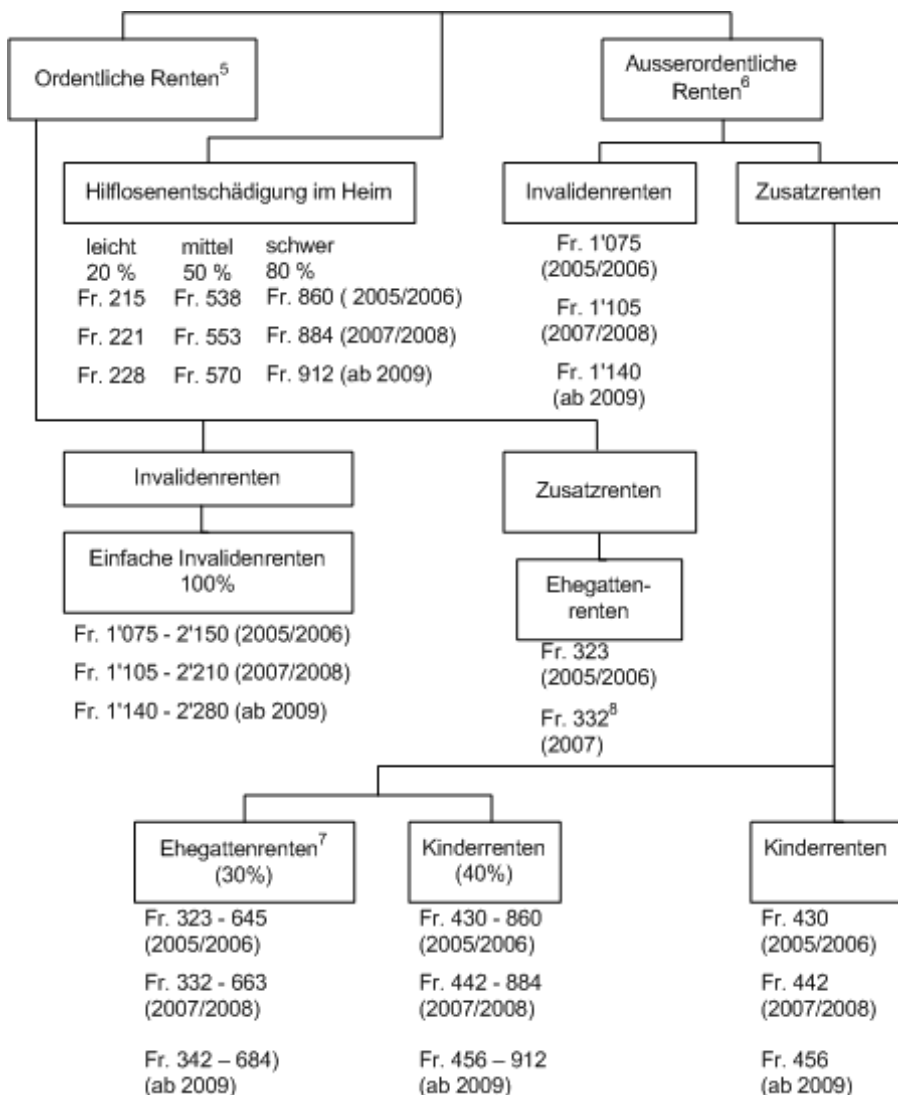 Ordentliche Renten5
Ausserordentliche
Renten6
Hilflosenentschädigung im Heim
Invalidenrenten
Zusatzrenten
leicht mittel schwer
20 % 50 % 80 %
Fr. 215 Fr. 538 Fr. 860 ( 2005/2006)
Fr. 221 Fr. 553 Fr. 884 (2007/2008)
Fr. 228 Fr. 570 Fr. 912 (ab 2009)
Fr. 1'075
(2005/2006)
Fr. 1'105
(2007/2008)
Fr. 1'140
(ab 2009)
Invalidenrenten
Zusatzrenten
Einfache Invalidenrenten
100%
Fr. 1'075 - 2'150 (2005/2006)
Fr. 1'105 - 2'210 (2007/2008)
Fr. 1'140 - 2'280 (ab 2009)
Ehegatten-
renten
Fr. 323
(2005/2006)
Fr. 3328
(2007)
Ehegattenrenten7
(30%)
Fr. 323 - 645
(2005/2006)
Fr. 332 - 663
(2007/2008)
Fr. 342 – 684)
(ab 2009)
Kinderrenten
(40%)
Fr. 430 - 860
(2005/2006)
Fr. 442 - 884
(2007/2008)
Fr. 456 – 912
(ab 2009)
Kinderrenten
Fr. 430
(2005/2006)
Fr. 442
(2007/2008)
Fr. 456
(ab 2009)